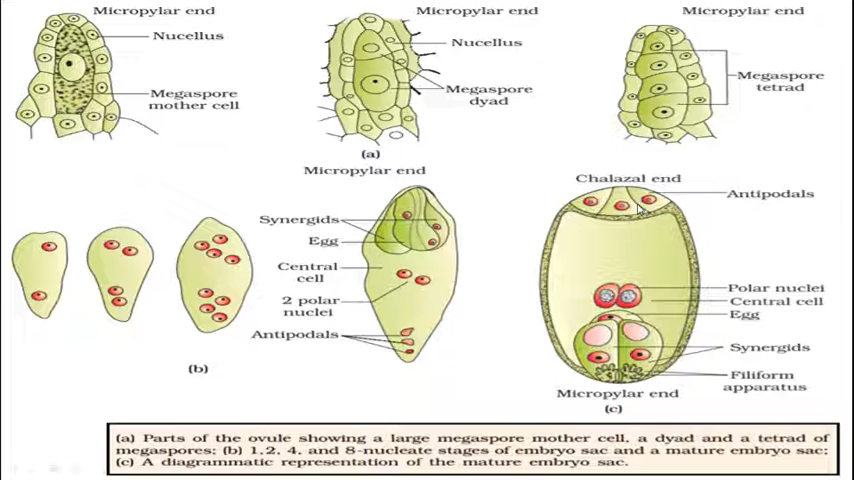 Micropylar end
Micropylar end
Micropylar end
Nucellus
Megaspore
mother cell
Nucellus
Megaspore
dyad
Megaspore
tetrad
(a)
Micropylar end
Synergids
Egg
Central
cell
2 polar
nuclei
Antipodals
(b)
Chalazal end
Antipodals
Polar nuclei
Central cell
Egg
Synergids
Filiform
apparatus
Micropylar end
(c)
(a) Parts of the ovule showing a large megaspore mother cell, a dyad and a tetrad of
megaspores; (b) 1,2, 4, and 8-nucleate stages of embryo sac and a mature embryo sac;
(c) A diagrammatic representation of the mature embryo sac.